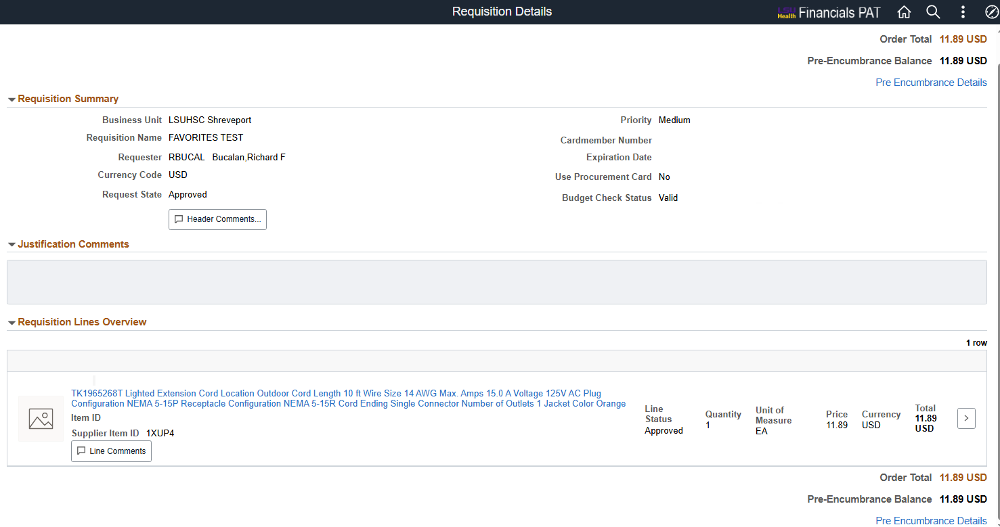 Requisition Details
LSU Health Financials PAT
Order Total 11.89 USD
Pre-Encumbrance Balance 11.89 USD
Pre Encumbrance Details
Requisition Summary
Business Unit LSUHSC Shreveport
Priority Medium
Requisition Name FAVORITES TEST
Cardmember Number
Requester RBUCAL Bucalan,Richard F
Expiration Date
Currency Code USD
Use Procurement Card No
Request State Approved
Budget Check Status Valid
Header Comments...
Justification Comments
Requisition Lines Overview
1 row
TK1965268T Lighted Extension Cord Location Outdoor Cord Length 10 ft Wire Size 14 AWG Max. Amps 15.0 A Voltage 125V AC Plug
Configuration NEMA 5-15P Receptacle Configuration NEMA 5-15R Cord Ending Single Connector Number of Outlets 1 Jacket Color Orange
Item ID
Supplier Item ID 1XUP4
Line Comments
Line
Status
Approved
Quantity
1
Unit of
Measure
EA
Price
11.89
Currency
USD
Total
11.89
USD
Order Total 11.89 USD
Pre-Encumbrance Balance 11.89 USD
Pre Encumbrance Details